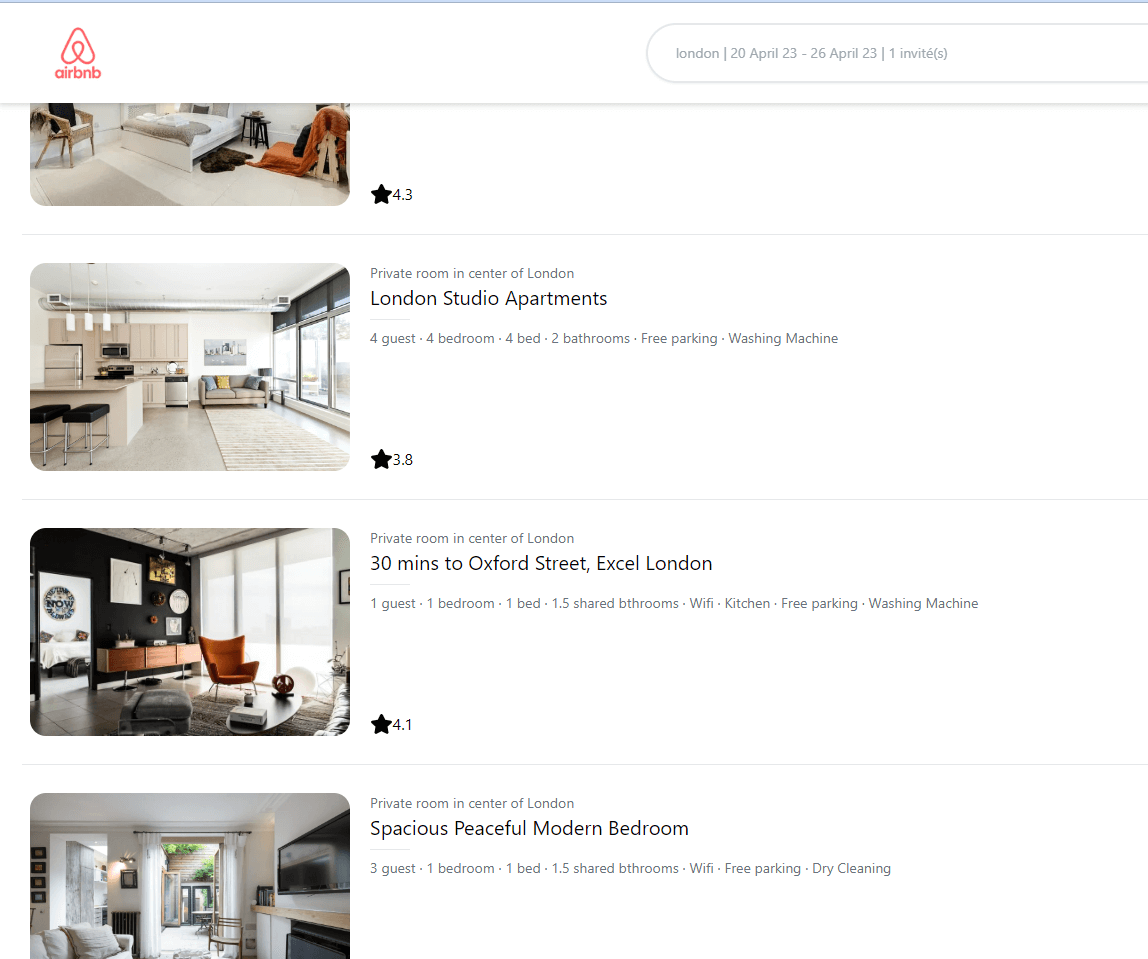 airbnb
london | 20 April 23 - 26 April 23 | 1 invité(s)
4.3
Private room in center of London
London Studio Apartments
4 guest · 4 bedroom · 4 bed · 2 bathrooms · Free parking · Washing Machine
3.8
Private room in center of London
30 mins to Oxford Street, Excel London
1 guest · 1 bedroom · 1 bed · 1.5 shared bthrooms · Wifi · Kitchen · Free parking · Washing Machine
NOW
4.1
Private room in center of London
Spacious Peaceful Modern Bedroom
3 guest · 1 bedroom · 1 bed · 1.5 shared bthrooms · Wifi · Free parking · Dry Cleaning